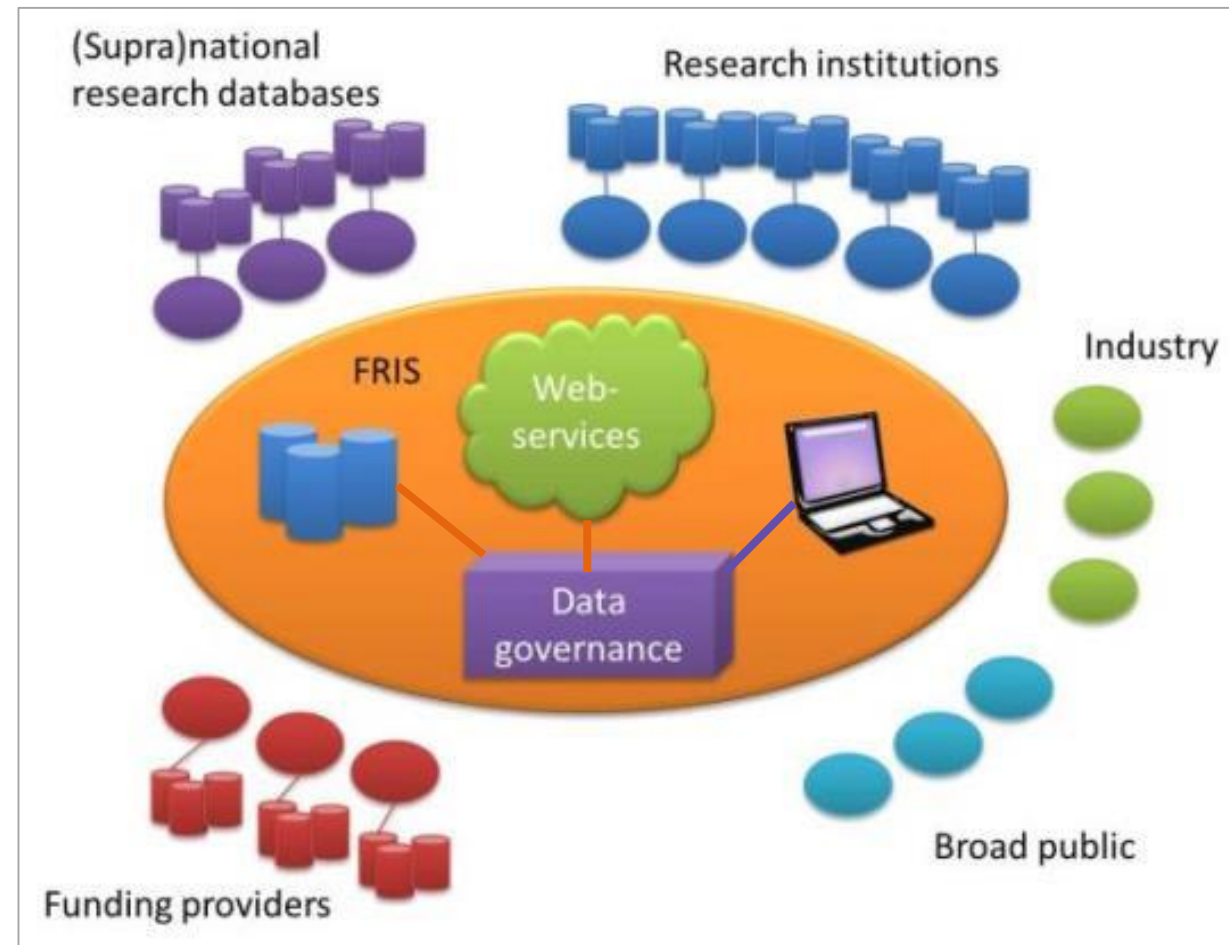 (Supra)national
research databases
Research institutions
FRIS
Web-
services
Industry
Data
governance
Broad public
Funding providers